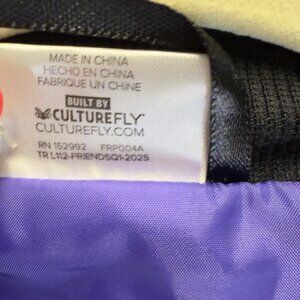 MADE IN CHINA
HECHO EN CHINA
FABRIQUE UN CHINE
BUILT BY
CULTUREFLY
CULTUREFLY.COM
RN 152992 FRP004A
TR L112-FRIENDSQ1-2025